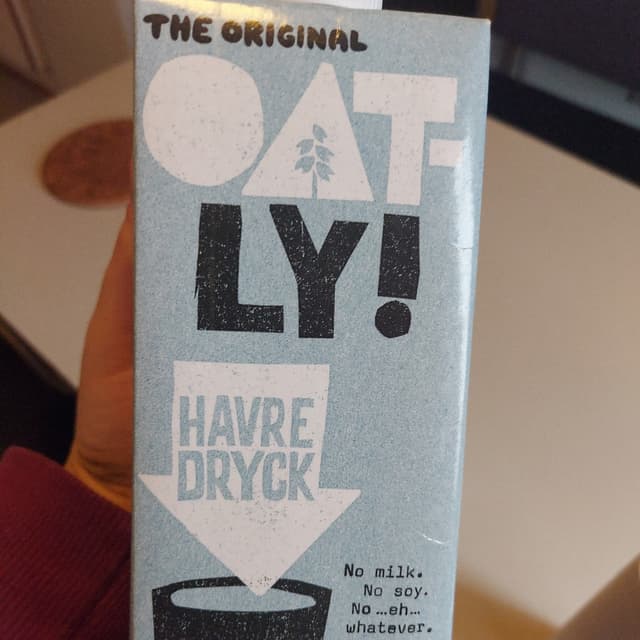 THE ORIGINAL
OAT-
LY!
HAVRE
DRYCK
No milk.
No soy.
No ...eh...
whatever.